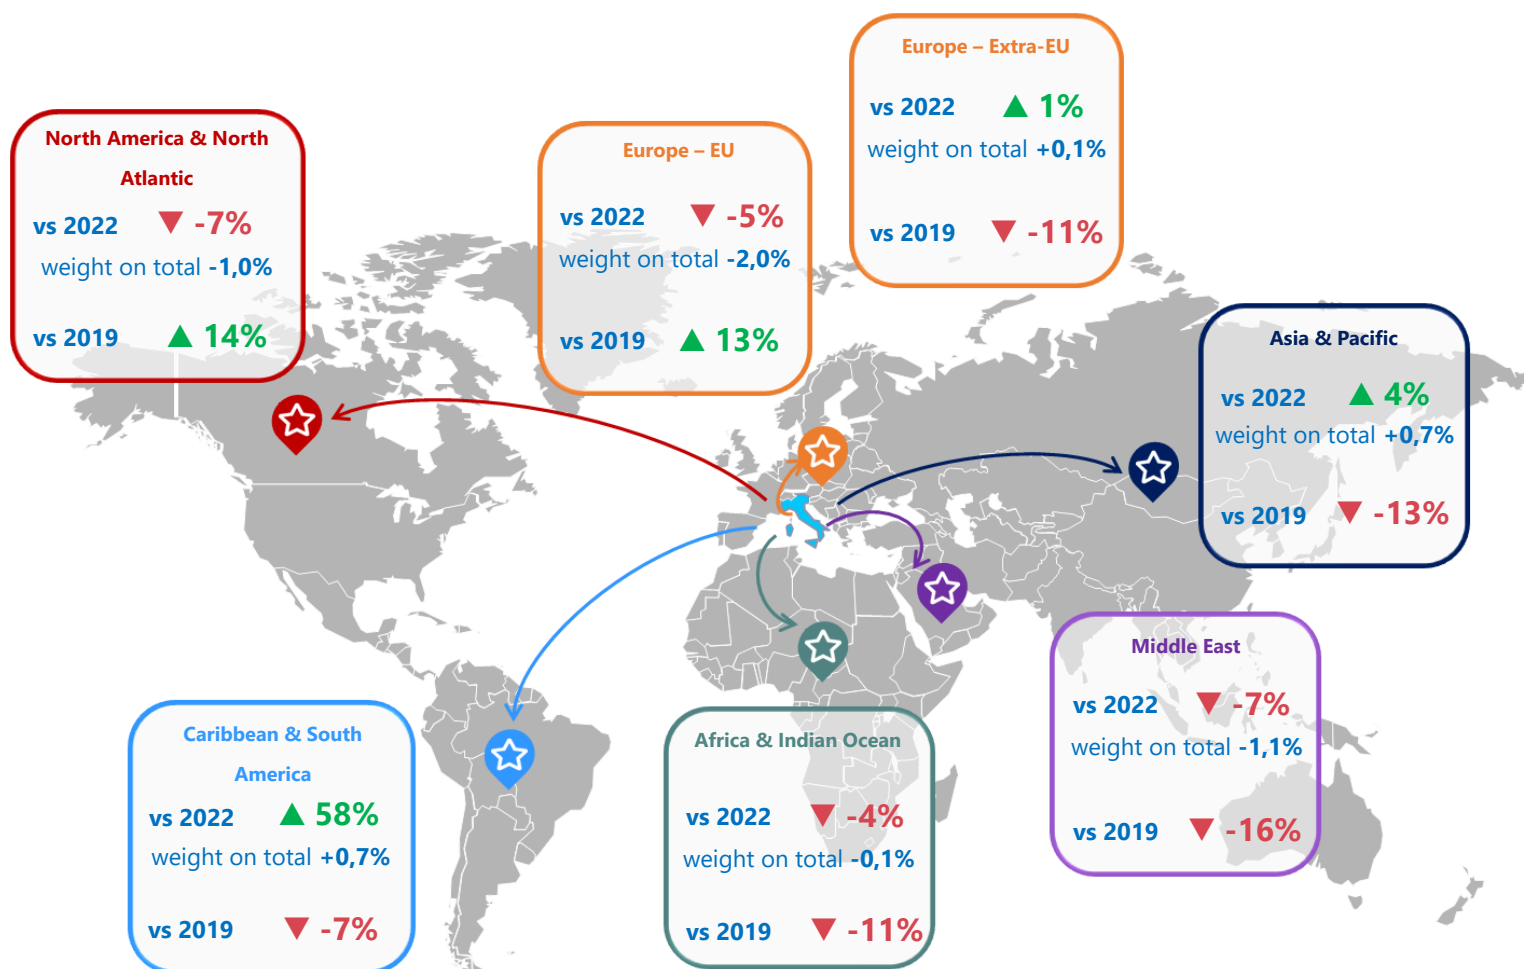 Europe – Extra-EU
vs 2022 ▲ 1%
weight on total +0,1%
vs 2019 ▼ -11%
North America & North
Atlantic
vs 2022 ▼ -7%
weight on total -1,0%
vs 2019 ▲ 14%
Europe – EU
vs 2022 ▼ -5%
weight on total -2,0%
vs 2019 ▲ 13%
Asia & Pacific
vs 2022 ▲ 4%
weight on total +0,7%
vs 2019 ▼ -13%
Middle East
vs 2022 ▼ -7%
weight on total -1,1%
vs 2019 ▼ -16%
Caribbean & South
America
vs 2022 ▲ 58%
weight on total +0,7%
vs 2019 ▼ -7%
Africa & Indian Ocean
vs 2022 ▼ -4%
weight on total -0,1%
vs 2019 ▼ -11%